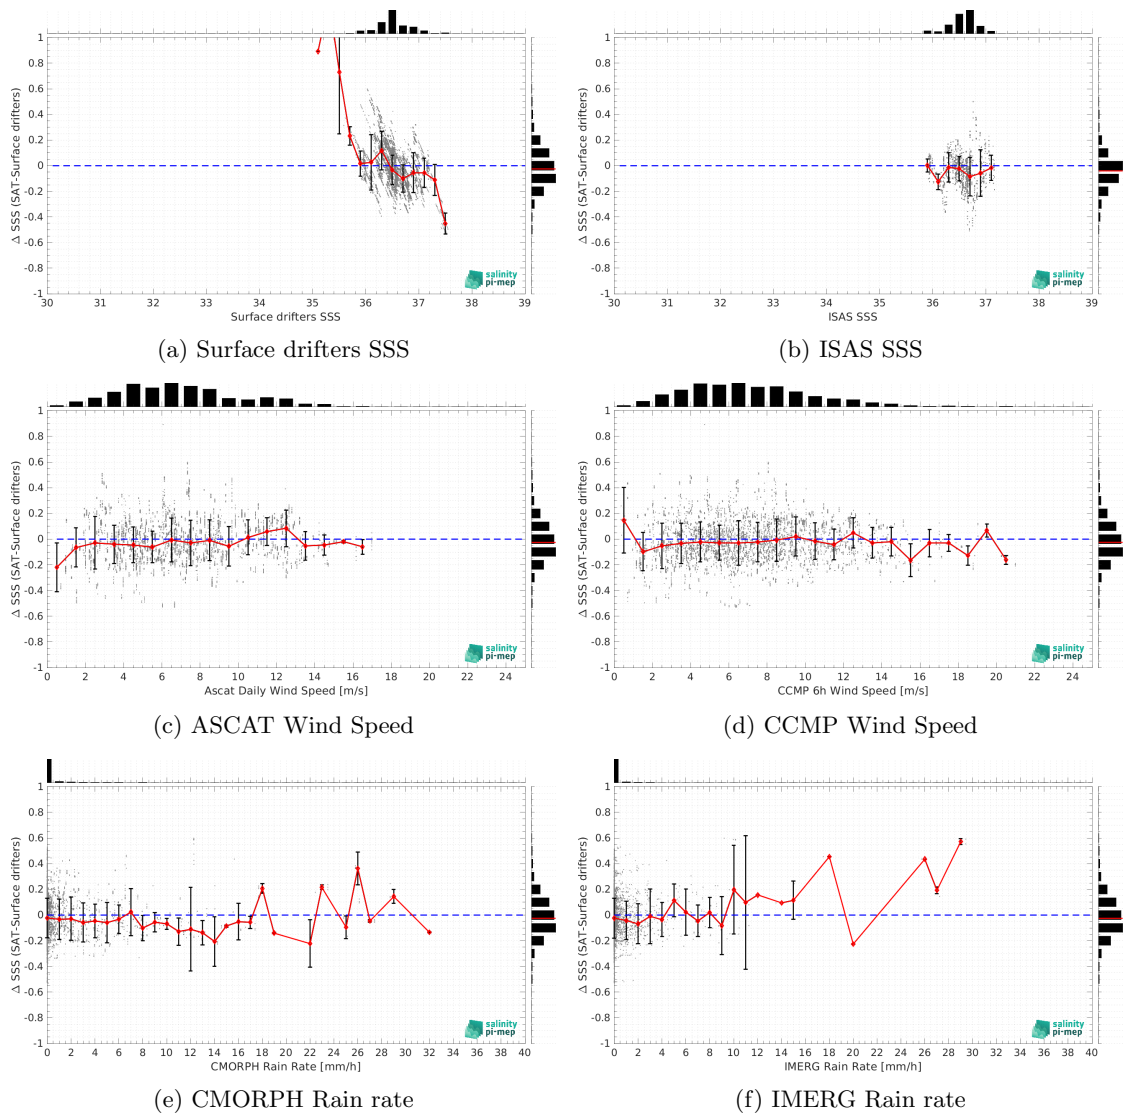 1
0.8
0.6
0.4
0.2
0
-0.2
-0.4
-0.6
-0.8
-1
Δ SSS (SAT-Surface drifters)
30 31 32 33 34 35 36 37 38 39
Surface drifters SSS
salinity
pi-mep
(a) Surface drifters SSS
1
0.8
0.6
0.4
0.2
0
-0.2
-0.4
-0.6
-0.8
-1
Δ SSS (SAT-Surface drifters)
30 31 32 33 34 35 36 37 38 39
ISAS SSS
salinity
pi-mep
(b) ISAS SSS
1
0.8
0.6
0.4
0.2
0
-0.2
-0.4
-0.6
-0.8
-1
Δ SSS (SAT-Surface drifters)
0 2 4 6 8 10 12 14 16 18 20 22 24
Ascat Daily Wind Speed [m/s]
salinity
pi-mep
(c) ASCAT Wind Speed
1
0.8
0.6
0.4
0.2
0
-0.2
-0.4
-0.6
-0.8
-1
Δ SSS (SAT-Surface drifters)
0 2 4 6 8 10 12 14 16 18 20 22 24
CCMP 6h Wind Speed [m/s]
salinity
pi-mep
(d) CCMP Wind Speed
1
0.8
0.6
0.4
0.2
0
-0.2
-0.4
-0.6
-0.8
-1
Δ SSS (SAT-Surface drifters)
0 2 4 6 8 10 12 14 16 18 20 22 24 26 28 30 32 34 36 38 40
CMORPH Rain Rate [mm/h]
salinity
pi-mep
(e) CMORPH Rain rate
1
0.8
0.6
0.4
0.2
0
-0.2
-0.4
-0.6
-0.8
-1
Δ SSS (SAT-Surface drifters)
0 2 4 6 8 10 12 14 16 18 20 22 24 26 28 30 32 34 36 38 40
IMERG Rain Rate [mm/h]
salinity
pi-mep
(f) IMERG Rain rate